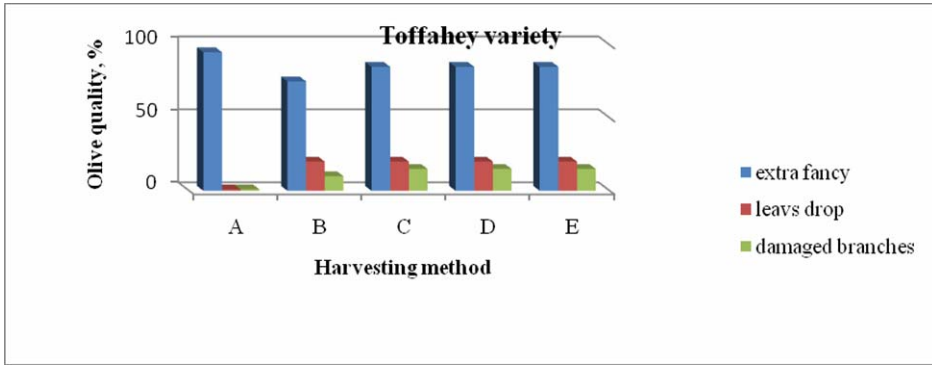 Toffahey variety
Olive quality, %
100
50
0
A B C D E
Harvesting method
extra fancy
leavs drop
damaged branches